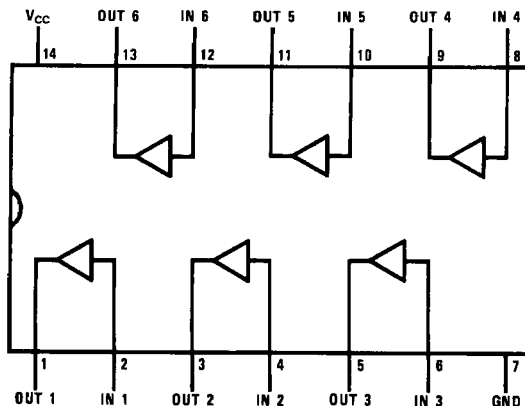 V_CC OUT 6 IN 6 OUT 5 IN 5 OUT 4 IN 4
14 13 12 11 10 9 8
1 2 3 4 5 6 7
OUT 1 IN 1 OUT 2 IN 2 OUT 3 IN 3 GND